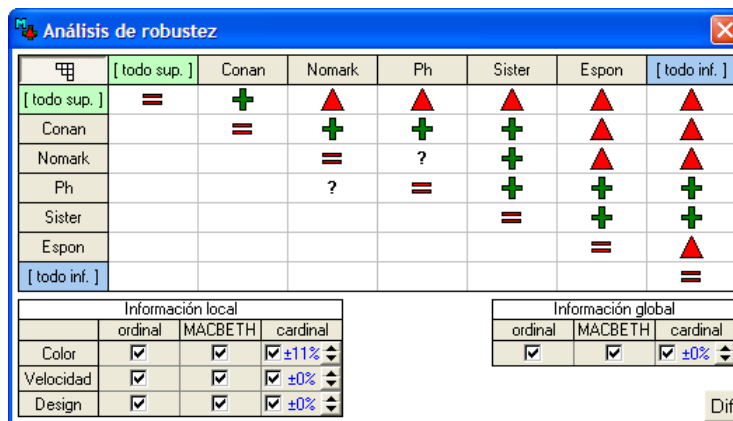 Análisis de robustez
[ todo sup. ] Conan Nomark Ph Sister Espon [ todo inf. ]
[ todo sup. ] = +
Conan = + + +
Nomark = ? +
Ph ? = + + +
Sister = + +
Espon =
[ todo inf. ] =
Información local
ordinal MACBETH cardinal
Color ±11%
Velocidad ±0%
Design ±0%
Información global
ordinal MACBETH cardinal
±0%
Dif